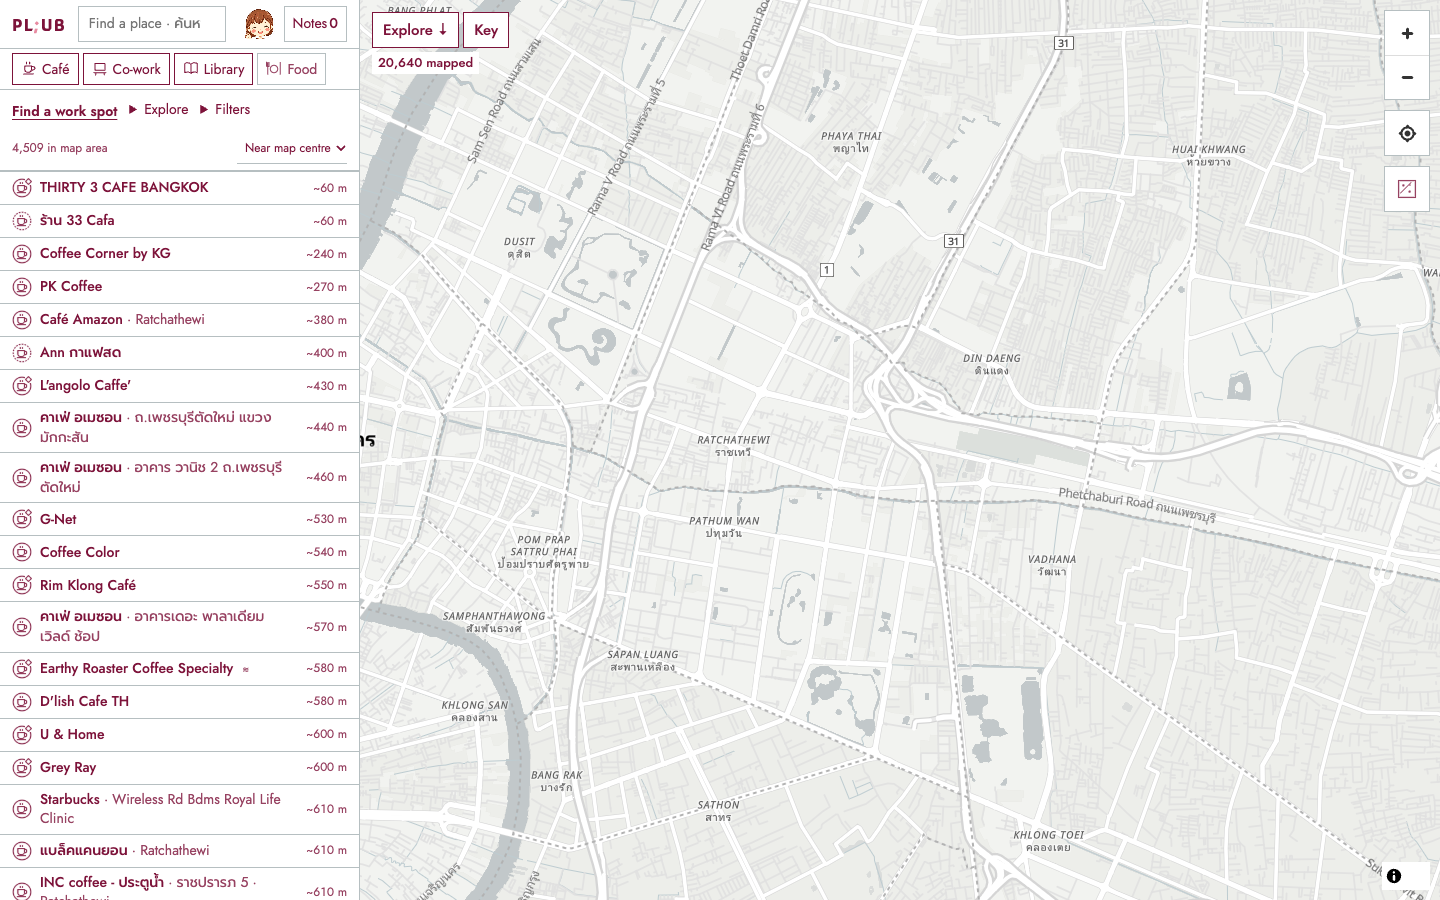 PL;UB
Find a place · ค้นห
Notes 0
Café
Co-work
Library
Food
Find a work spot
Explore
Filters
4,509 in map area
Near map centre
THIRTY 3 CAFE BANGKOK
~60 m
ร้าน 33 Cafa
~60 m
Coffee Corner by KG
~240 m
PK Coffee
~270 m
Café Amazon · Ratchathewi
~380 m
Ann กาแฟสด
~400 m
L'angolo Caffe'
~430 m
คาเฟ่ อเมซอน · ถ.เพชรบุรีตัดใหม่ แขวง
มักกะสัน
~440 m
คาเฟ่ อเมซอน · อาคาร วานิช 2 ถ.เพชรบุรี
ตัดใหม่
~460 m
G-Net
~530 m
Coffee Color
~540 m
Rim Klong Café
~550 m
คาเฟ่ อเมซอน · อาคารเดอะ พาลาเดียม
เวิลด์ ช้อป
~570 m
Earthy Roaster Coffee Specialty ≈
~580 m
D'lish Cafe TH
~580 m
U & Home
~600 m
Grey Ray
~600 m
Starbucks · Wireless Rd Bdms Royal Life
Clinic
~610 m
แบล็คแคนยอน · Ratchathewi
~610 m
INC coffee - ประตูน้ำ · ราชปรารภ 5 ·
Ratchathewi
~610 m
Explore ↓
Key
20,640 mapped
BANG PHLAT
Sam Sen Road ถนนสามเสน
Rama V Road ถนนพระรามที่ 5
Rama VI Road ถนนพระรามที่ 6
Thoet Damri Roa
31
PHAYA THAI
พญาไท
HUAI KHWANG
ห้วยขวาง
DUSIT
ดุสิต
31
1
WA
DIN DAENG
ดินแดง
RATCHATHEWI
ราชเทวี
คร
Phetchaburi Road ถนนเพชรบุรี
PATHUM WAN
ปทุมวัน
POM PRAP
SATTRU PHAI
ป้อมปราบศัตรูพ่าย
VADHANA
วัฒนา
SAMPHANTHAWONG
สัมพันธวงศ์
SAPAN LUANG
สะพานเหลือง
KHLONG SAN
คลองสาน
BANG RAK
บางรัก
SATHON
สาทร
KHLONG TOEI
คลองเตย
เจริญกรุง
Suk